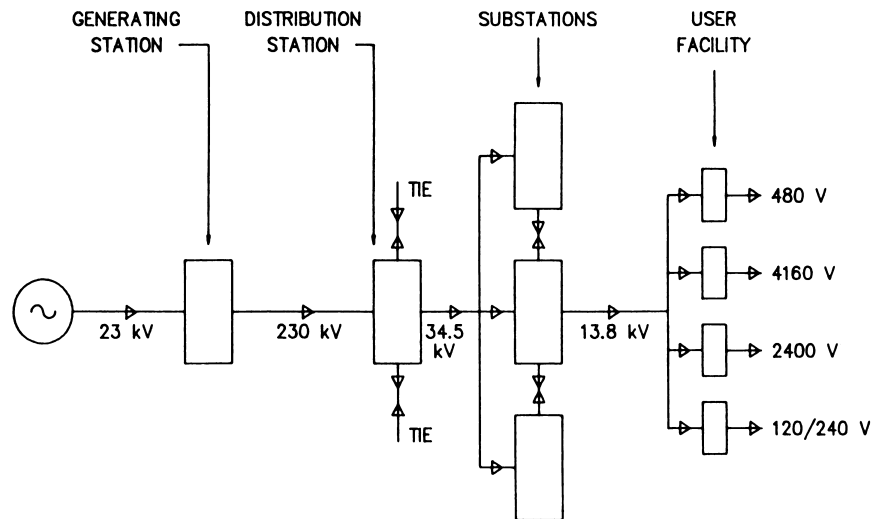 GENERATING
STATION
DISTRIBUTION
STATION
SUBSTATIONS
USER
FACILITY
TIE
480 V
4160 V
23 kV
230 kV
34.5
kV
13.8 kV
2400 V
TIE
120/240 V